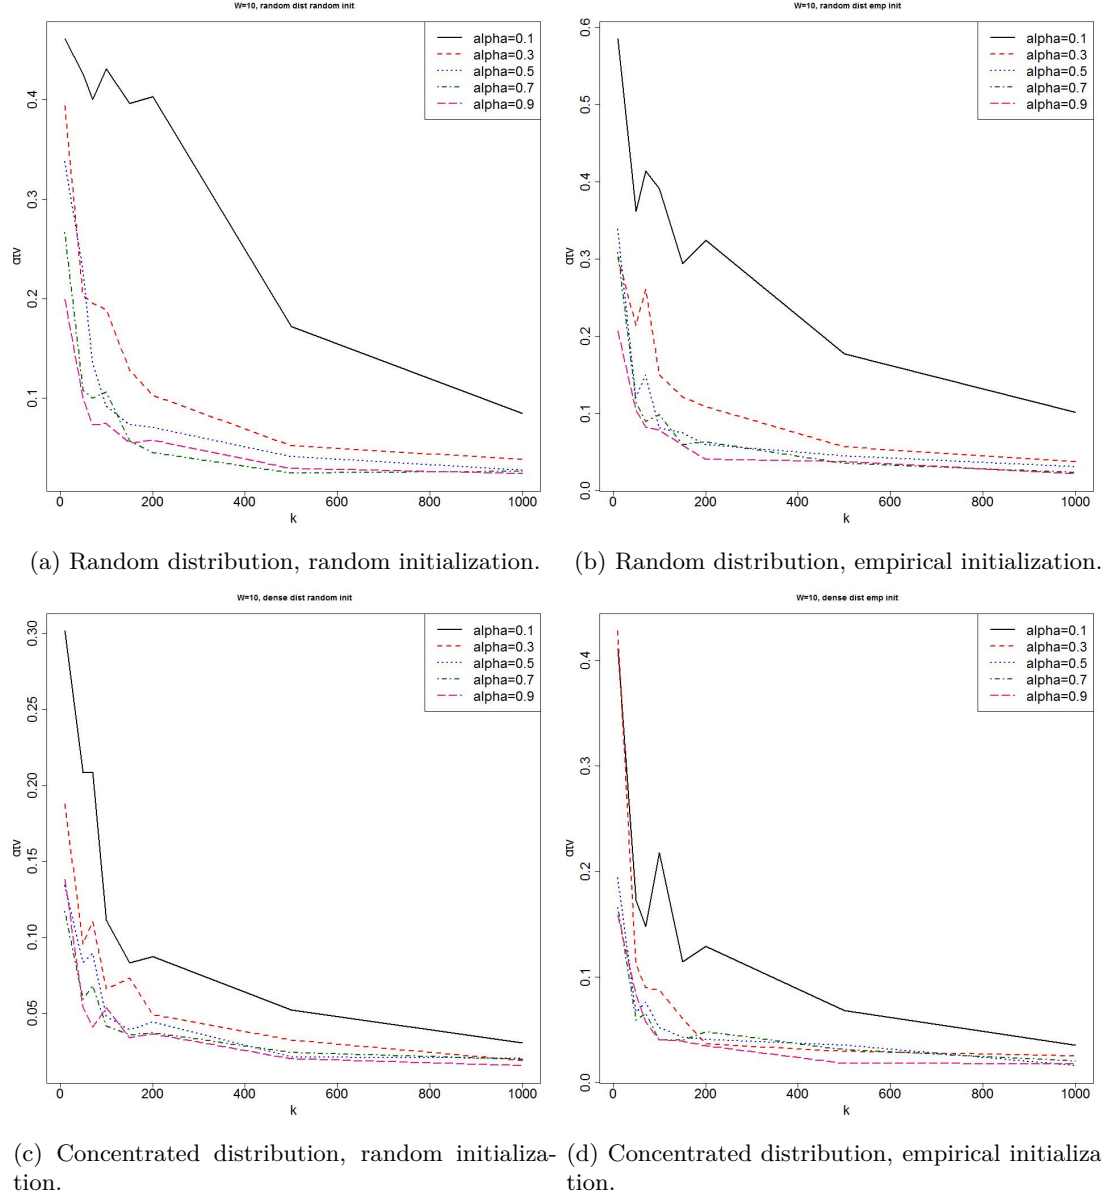 W=10, random dist random init
alpha=0.1
alpha=0.3
alpha=0.5
alpha=0.7
alpha=0.9
0.4
0.3
0.2
0.1
dtv
0 200 400 600 800 1000
k
(a) Random distribution, random initialization.
W=10, random dist emp init
alpha=0.1
alpha=0.3
alpha=0.5
alpha=0.7
alpha=0.9
0.6
0.5
0.4
0.3
0.2
0.1
0.0
dtv
0 200 400 600 800 1000
k
(b) Random distribution, empirical initialization.
W=10, dense dist random init
alpha=0.1
alpha=0.3
alpha=0.5
alpha=0.7
alpha=0.9
0.30
0.25
0.20
0.15
0.10
0.05
dtv
0 200 400 600 800 1000
k
(c) Concentrated distribution, random initializa-
tion.
W=10, dense dist emp init
alpha=0.1
alpha=0.3
alpha=0.5
alpha=0.7
alpha=0.9
0.4
0.3
0.2
0.1
0.0
dtv
0 200 400 600 800 1000
k
(d) Concentrated distribution, empirical initializa
tion.